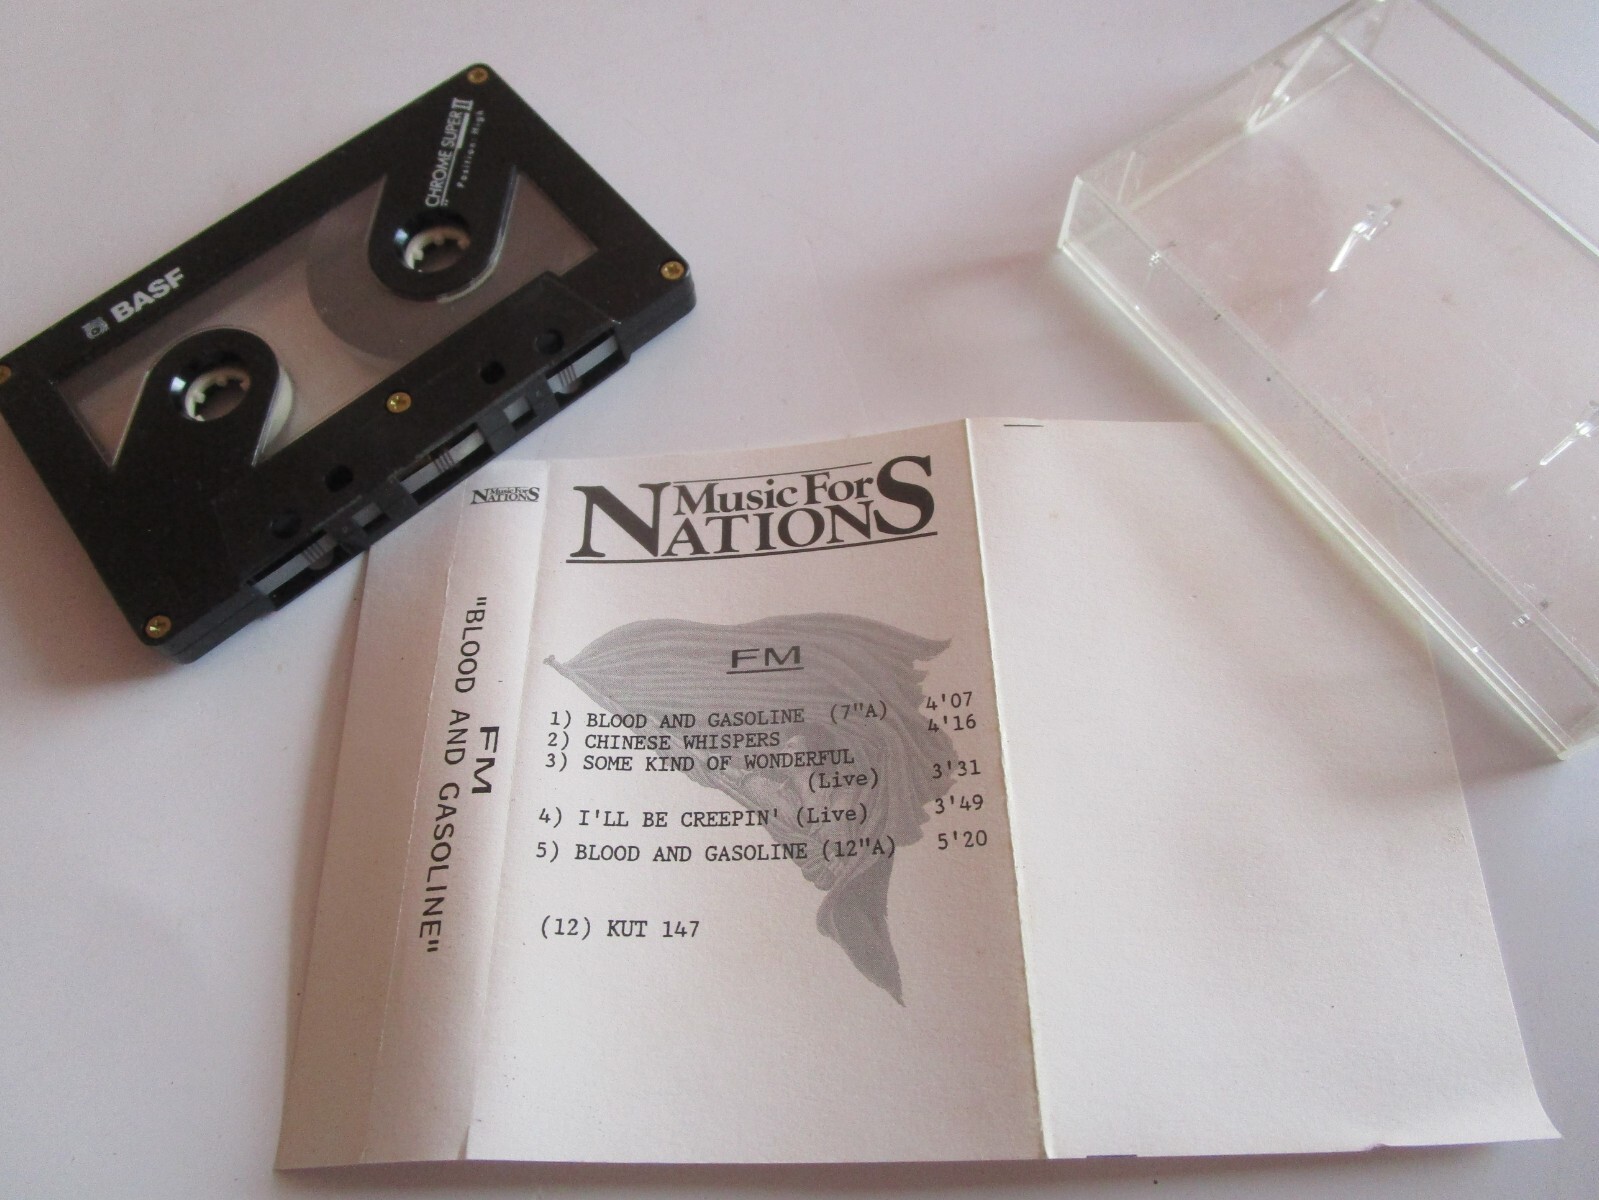 BASF
CHROME SUPER II
Position: High
Music For
NATIONS
FM
"BLOOD AND GASOLINE"
Music For
NATIONS
FM
1) BLOOD AND GASOLINE (7"A) 4'07
2) CHINESE WHISPERS 4'16
3) SOME KIND OF WONDERFUL
(Live) 3'31
4) I'LL BE CREEPIN' (Live) 3'49
5) BLOOD AND GASOLINE (12"A) 5'20
(12) KUT 147